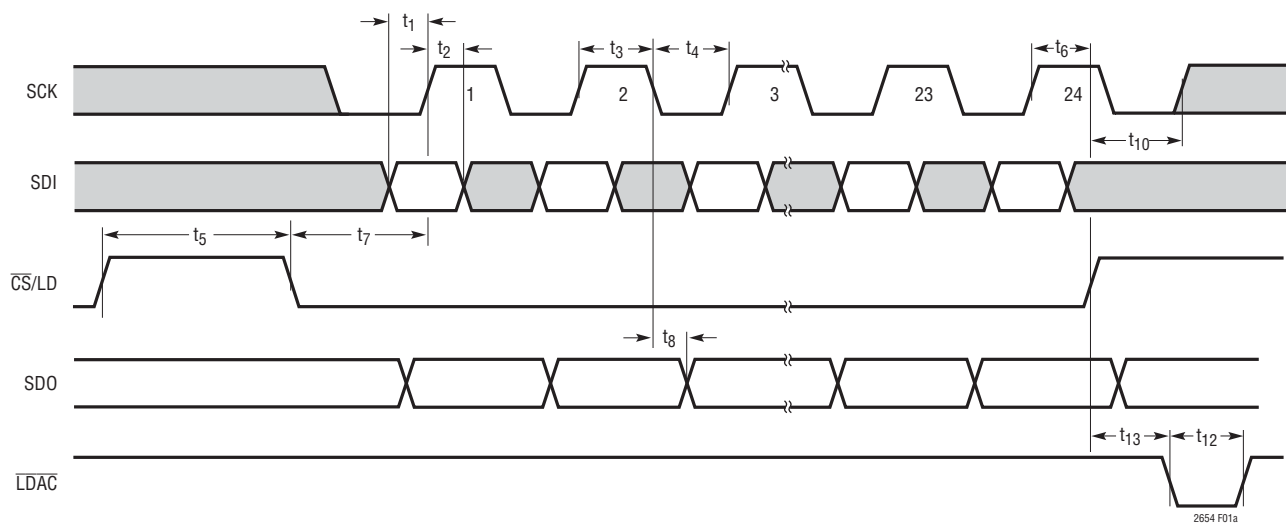 t1
t2
t3
t4
t6
SCK
1
2
3
23
24
t10
SDI
t5
t7
CS/LD
t8
SDO
t13
t12
LDAC
2654 F01a